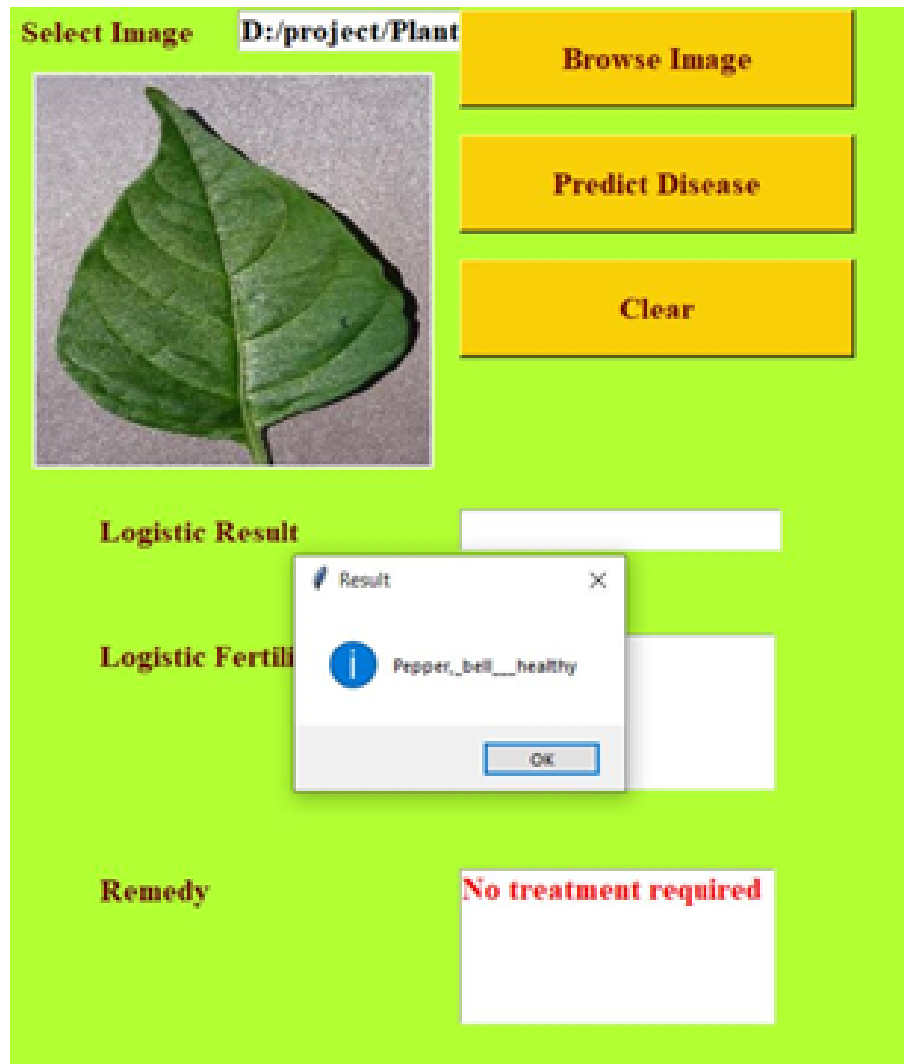 Select Image
D:/project/Plant
Browse Image
Predict Disease
Clear
Logistic Result
Result
Logistic Fertili
Pepper,_bell___healthy
OK
Remedy
No treatment required